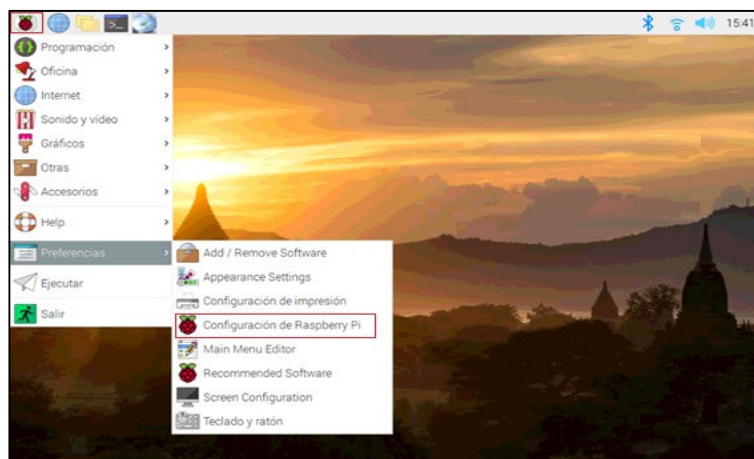 15:41
Programación
Oficina
Internet
Sonido y vídeo
Gráficos
Otras
Accesorios
Help
Preferencias
Ejecutar
Salir
Add / Remove Software
Appearance Settings
Configuración de impresión
Configuración de Raspberry Pi
Main Menu Editor
Recommended Software
Screen Configuration
Teclado y ratón